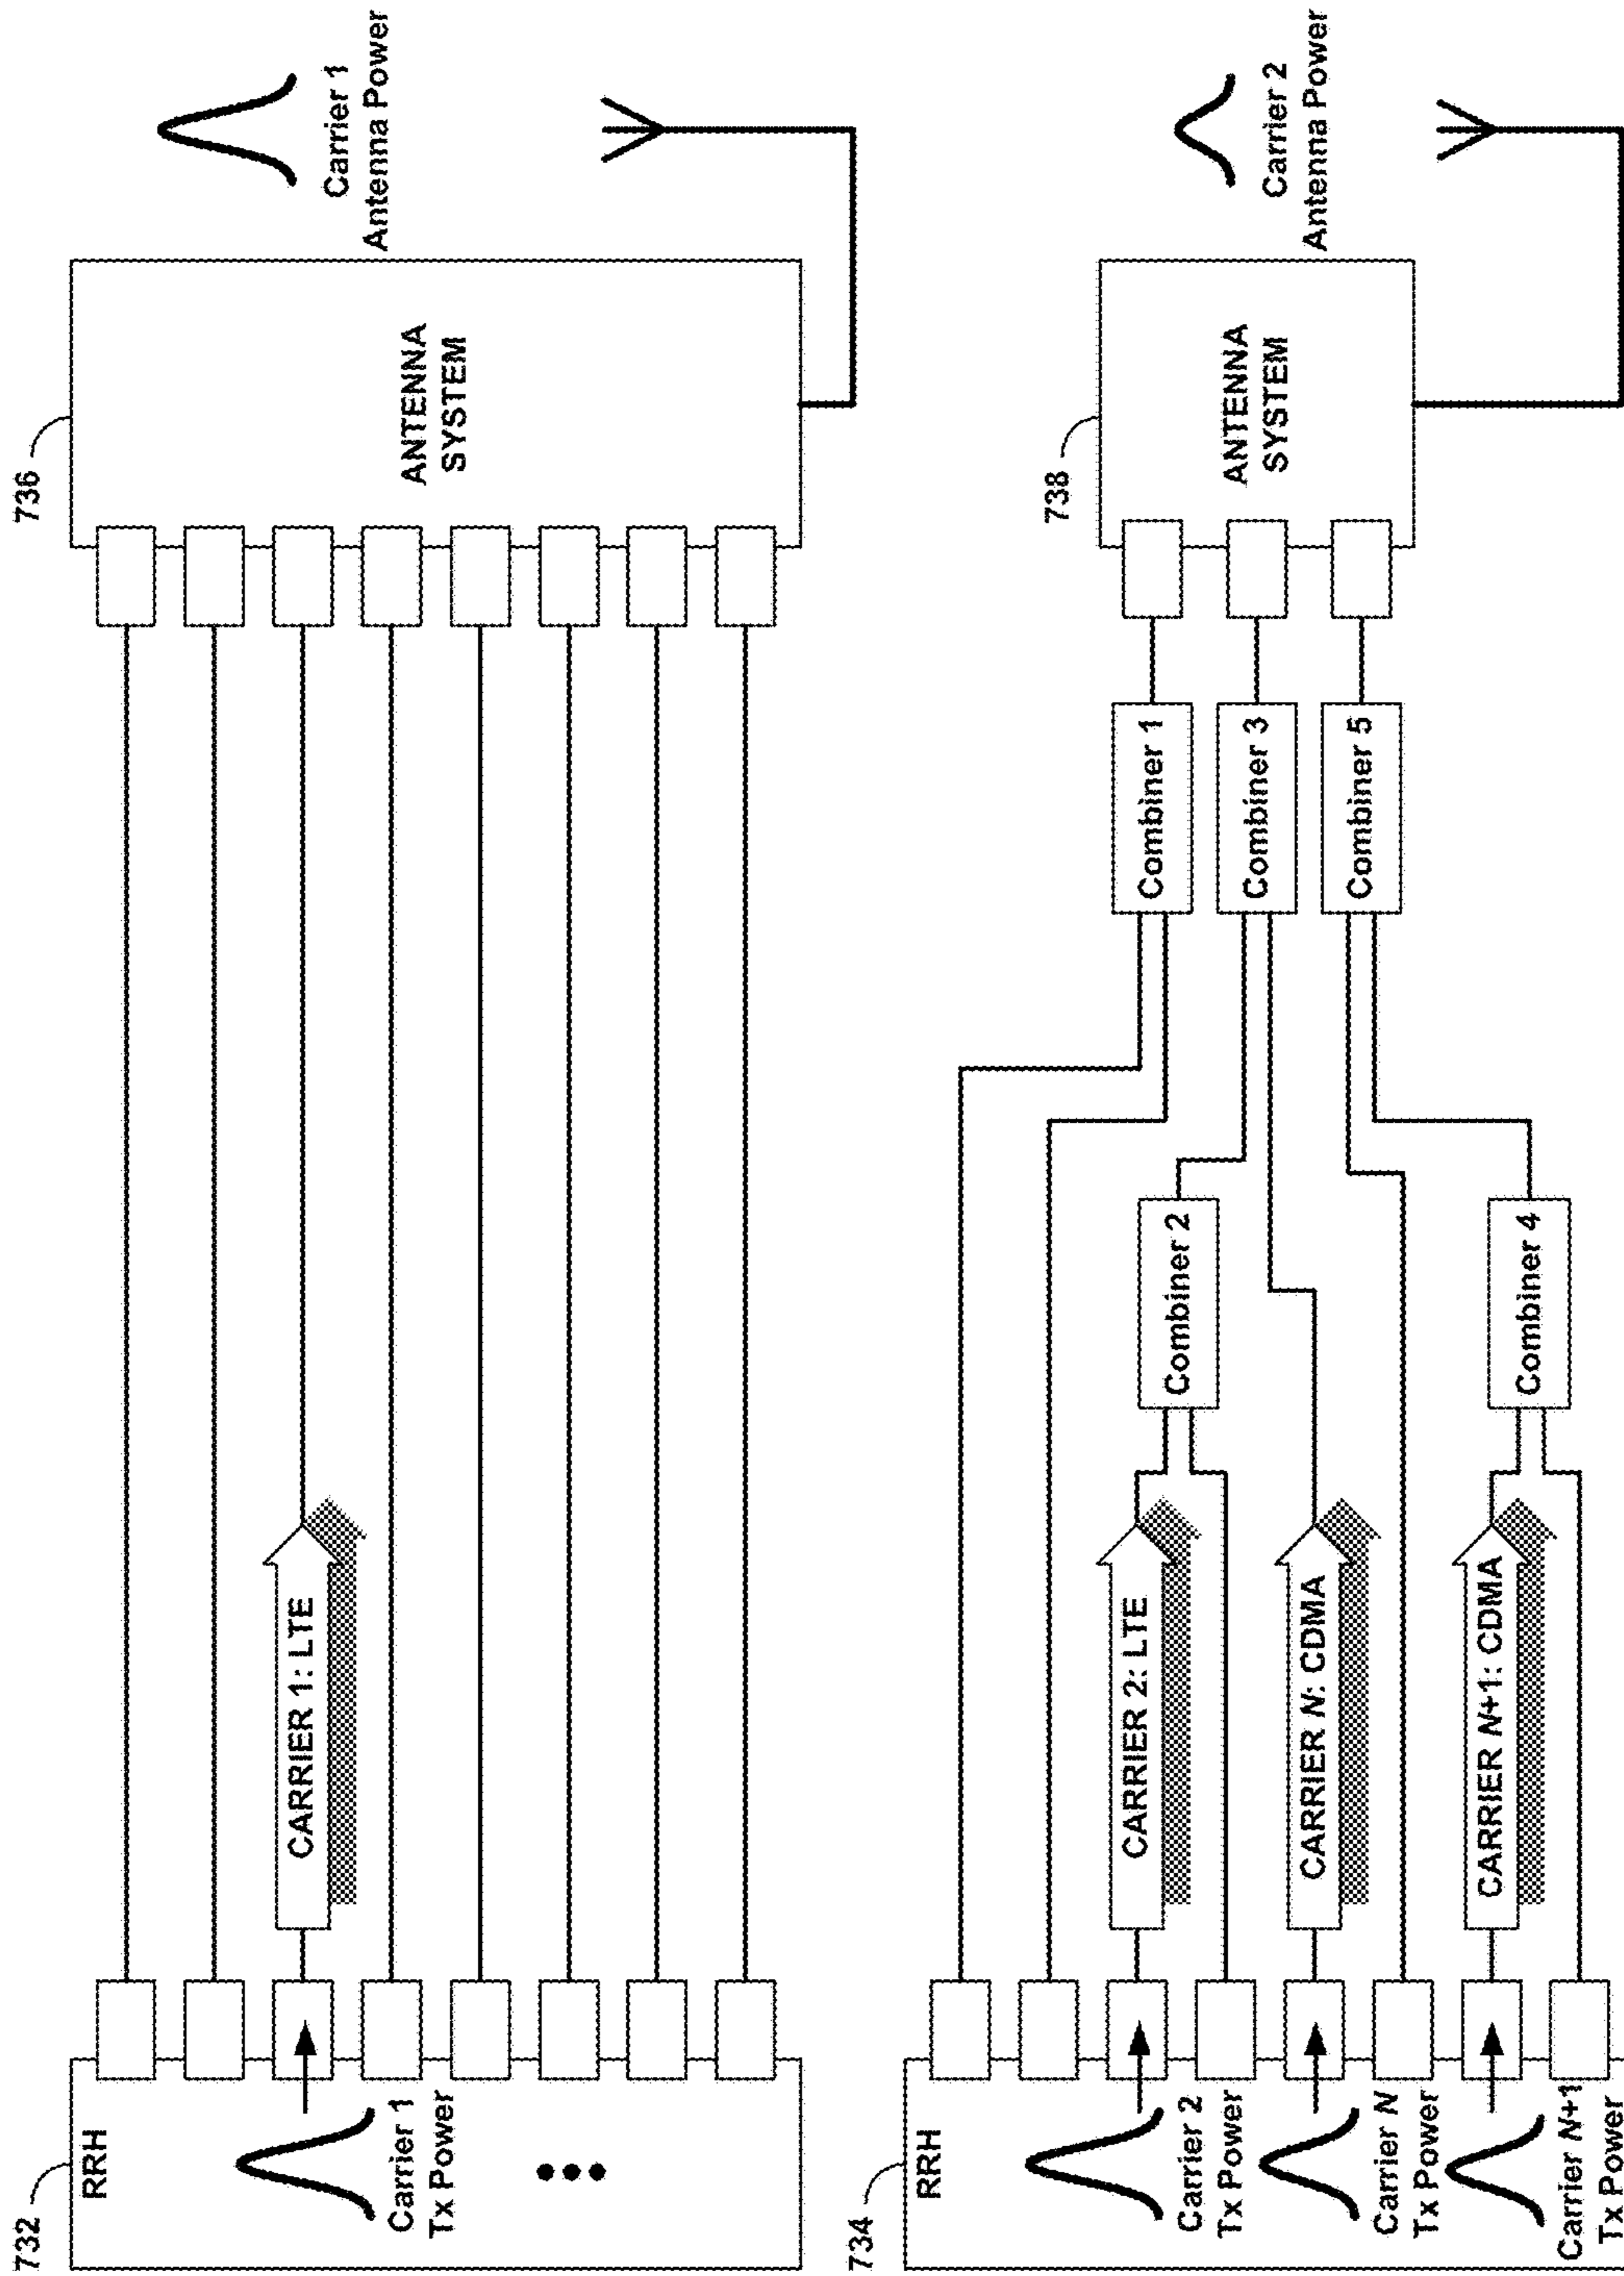 732
RRH
Carrier 1
Tx Power
CARRIER 1: LTE
736
ANTENNA
SYSTEM
Carrier 1
Antenna Power
734
RRH
Carrier 2
Tx Power
Carrier N
Tx Power
Carrier N+1
Tx Power
CARRIER 2: LTE
CARRIER N: CDMA
CARRIER N+1: CDMA
Combiner 2
Combiner 4
Combiner 1
Combiner 3
Combiner 5
738
ANTENNA
SYSTEM
Carrier 2
Antenna Power